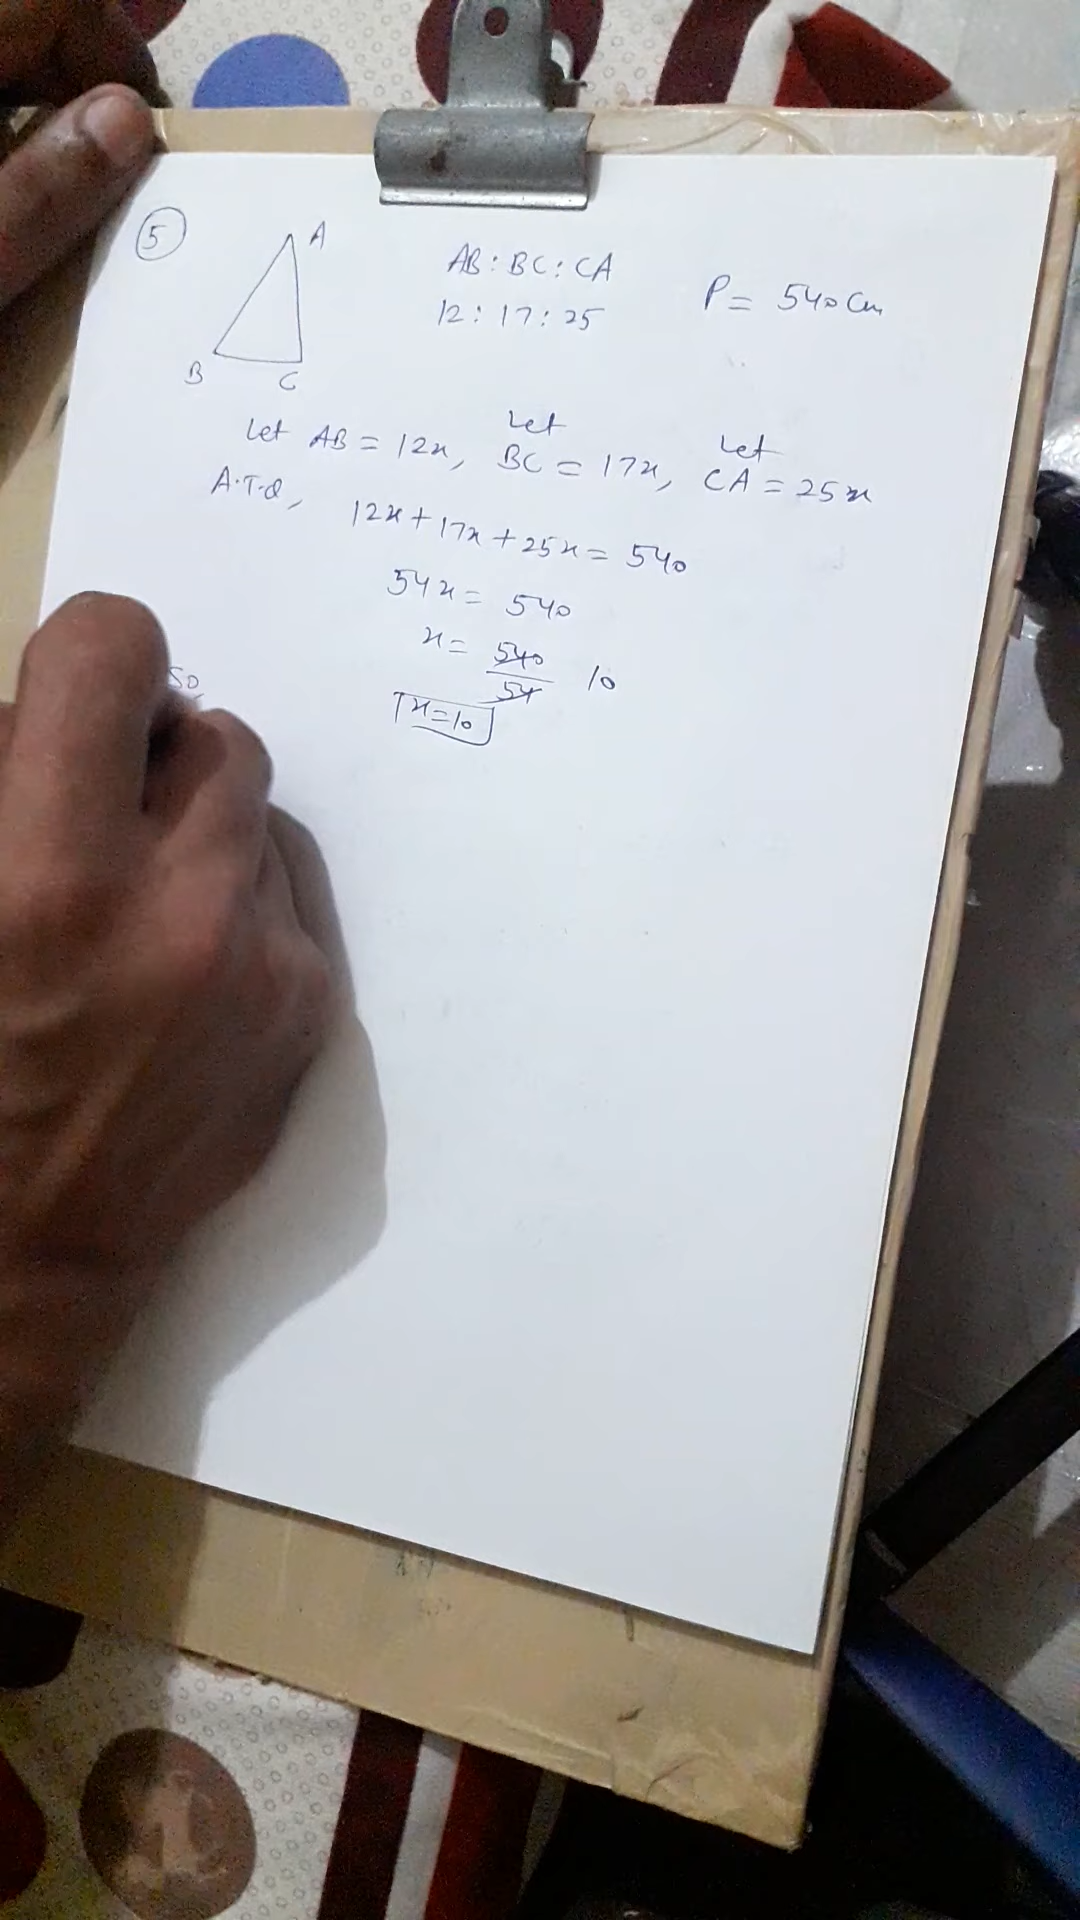 5
A
B
C
AB : BC : CA
12 : 17 : 25
P = 540 Cm
Let AB = 12x, Let BC = 17x, Let CA = 25x
A.T.Q, 12x + 17x + 25x = 540
54x = 540
x = 540/54 10
x = 10
So